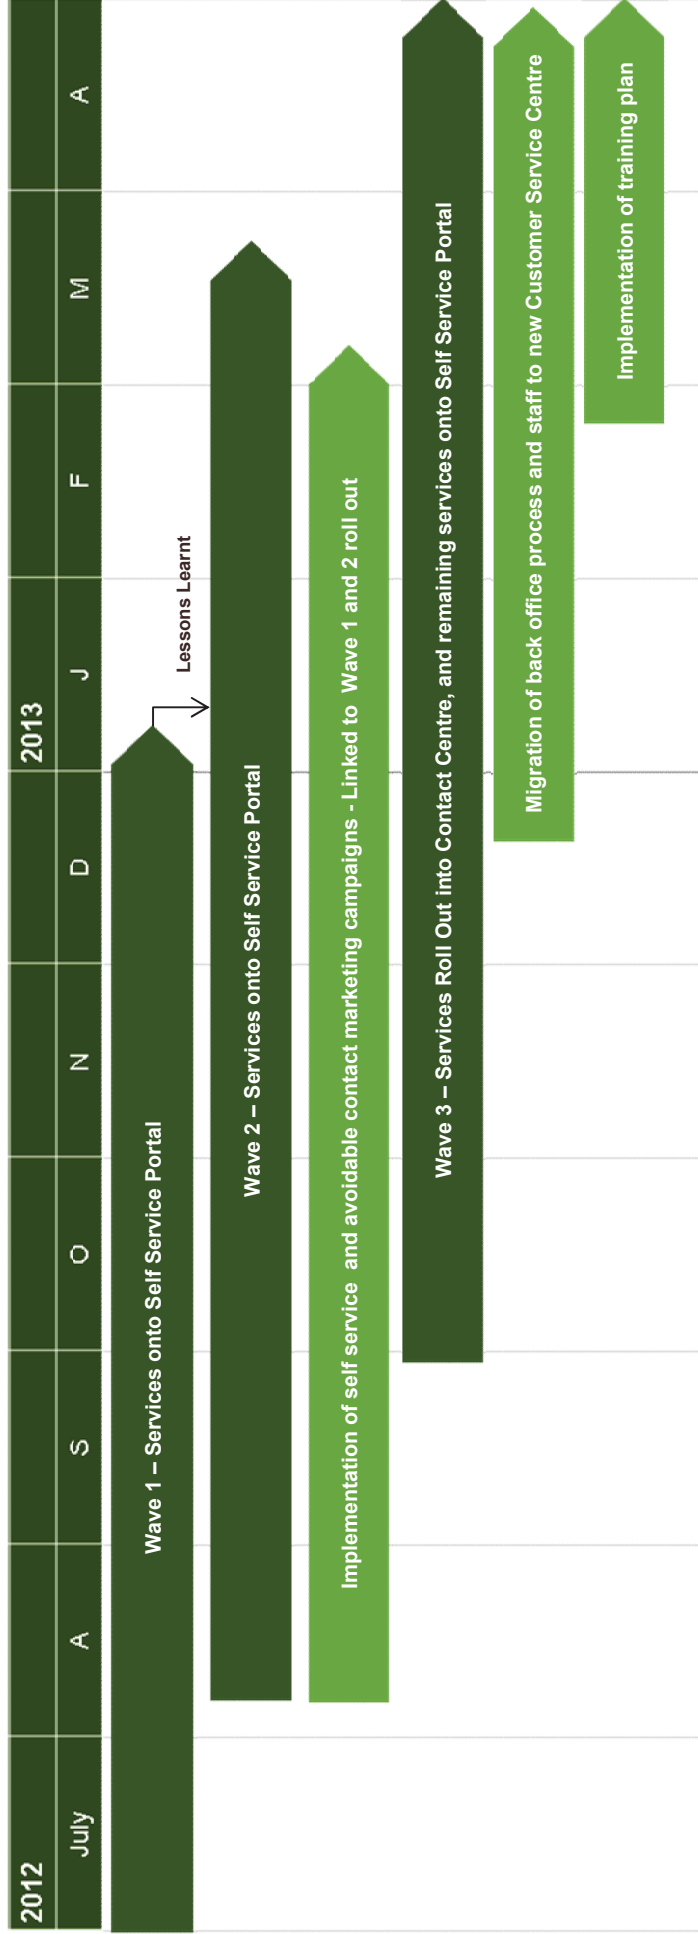 2012
2013
July
A
S
O
N
D
J
F
M
A
Wave 1 – Services onto Self Service Portal
Lessons Learnt
Wave 2 – Services onto Self Service Portal
Implementation of self service and avoidable contact marketing campaigns - Linked to Wave 1 and 2 roll out
Wave 3 – Services Roll Out into Contact Centre, and remaining services onto Self Service Portal
Migration of back office process and staff to new Customer Service Centre
Implementation of training plan